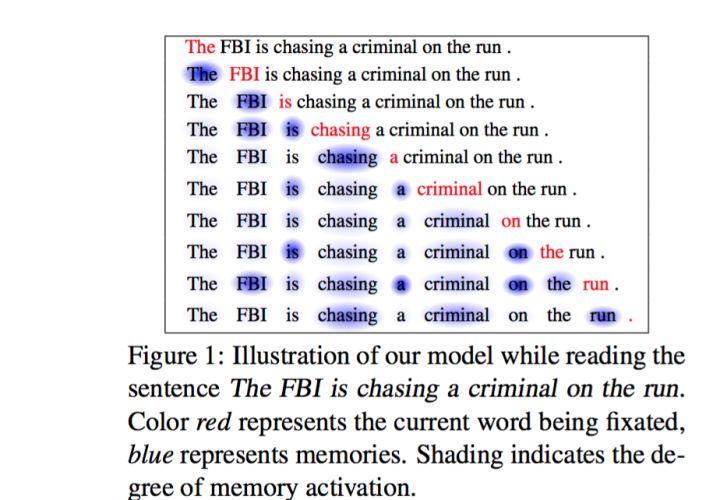 The FBI is chasing a criminal on the run .
The FBI is chasing a criminal on the run .
The FBI is chasing a criminal on the run .
The FBI is chasing a criminal on the run .
The FBI is chasing a criminal on the run .
The FBI is chasing a criminal on the run .
The FBI is chasing a criminal on the run .
The FBI is chasing a criminal on the run .
The FBI is chasing a criminal on the run .
The FBI is chasing a criminal on the run .
Figure 1: Illustration of our model while reading the
sentence The FBI is chasing a criminal on the run.
Color red represents the current word being fixated,
blue represents memories. Shading indicates the de-
gree of memory activation.